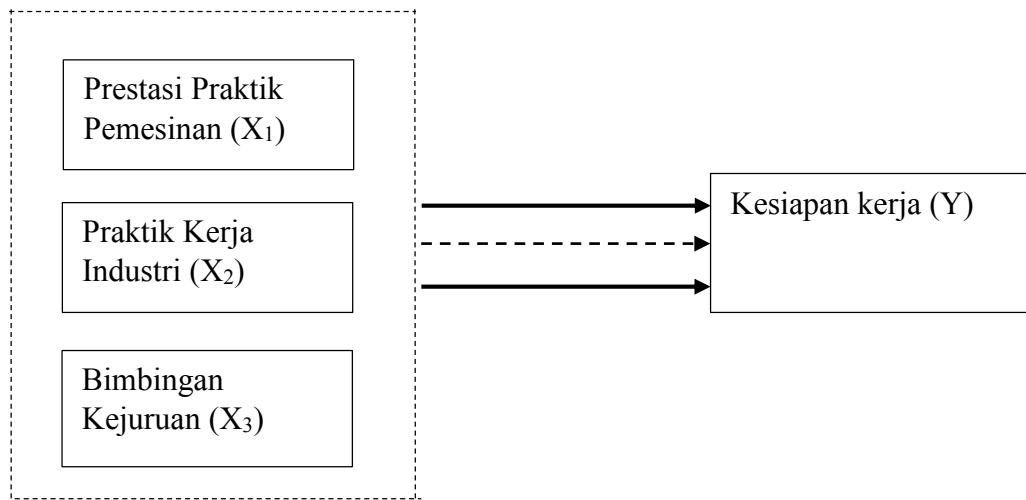 Prestasi Praktik
Pemesinan (X₁)
Praktik Kerja
Industri (X₂)
Bimbingan
Kejuruan (X₃)
Kesiapan kerja (Y)